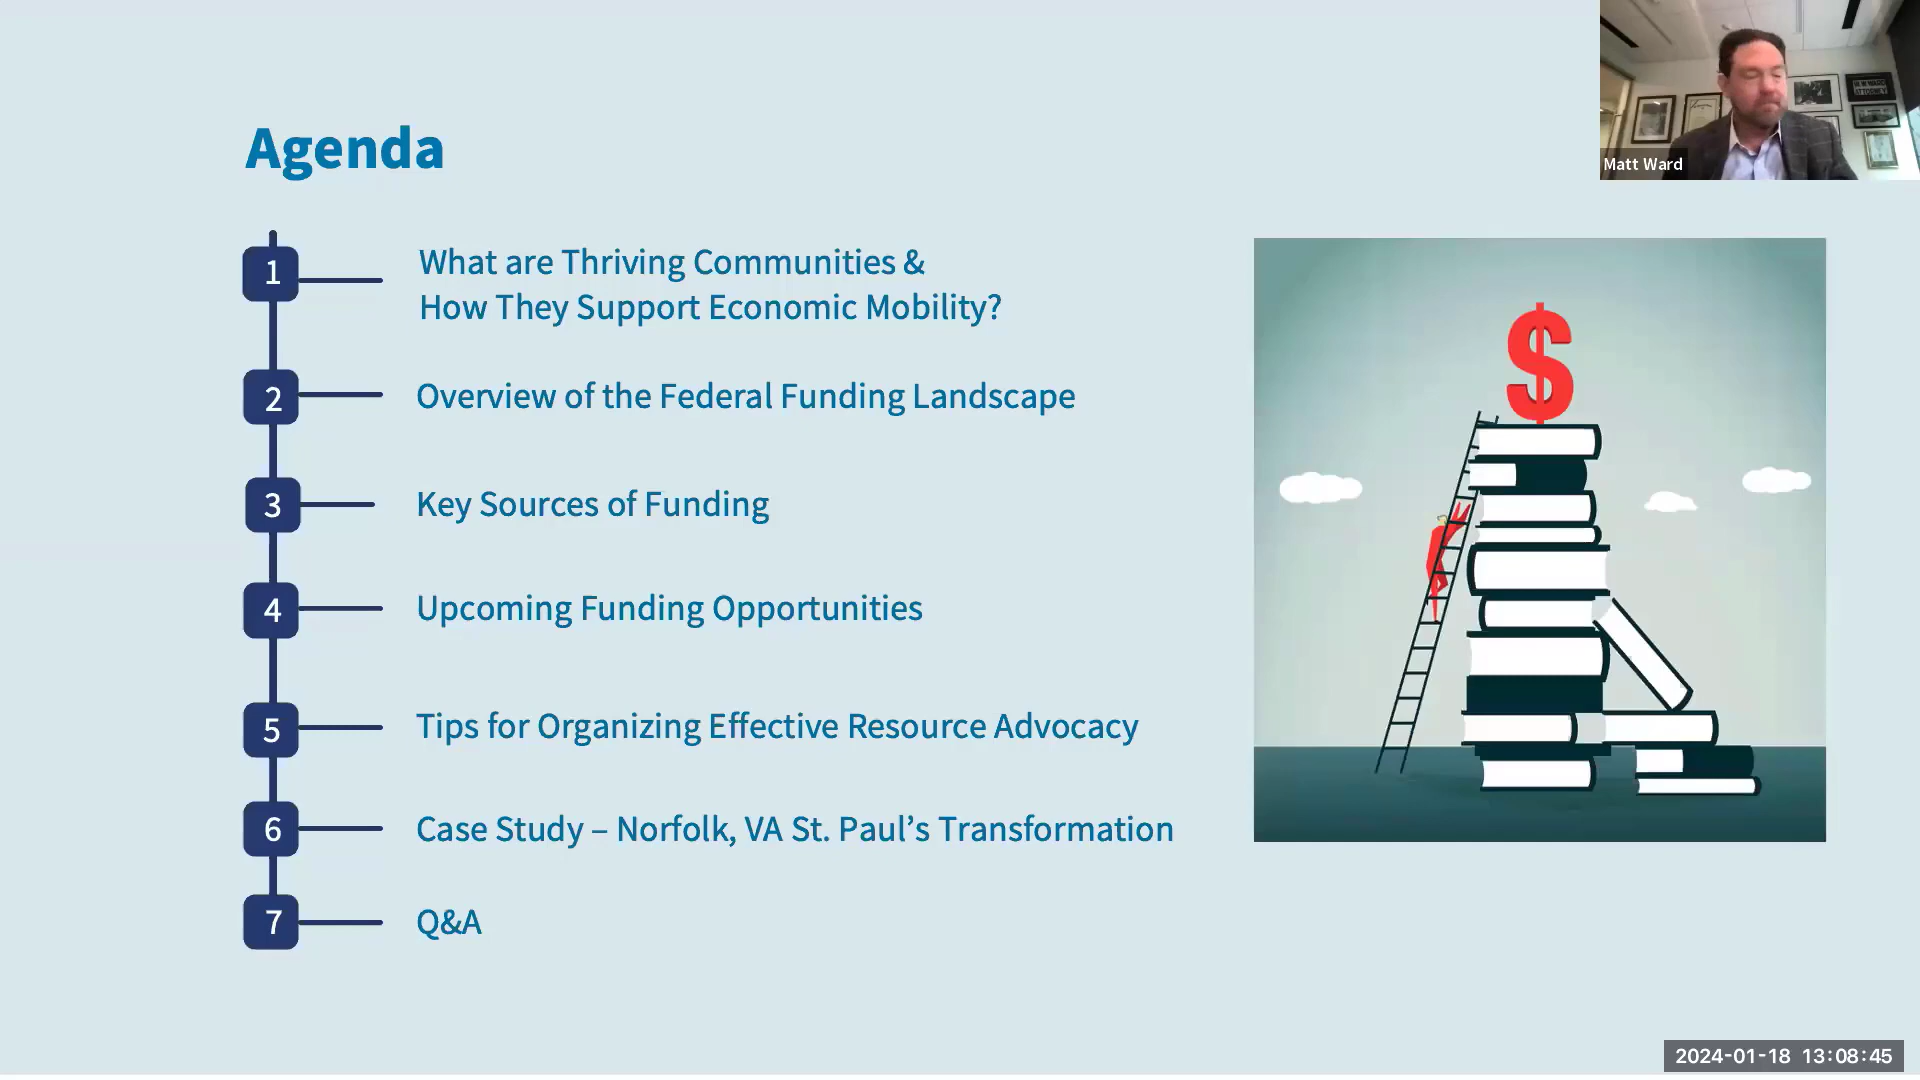 Agenda
1
What are Thriving Communities &
How They Support Economic Mobility?
2
Overview of the Federal Funding Landscape
3
Key Sources of Funding
4
Upcoming Funding Opportunities
5
Tips for Organizing Effective Resource Advocacy
6
Case Study – Norfolk, VA St. Paul’s Transformation
7
Q&A
$
Matt Ward
2024-01-18 13:08:45